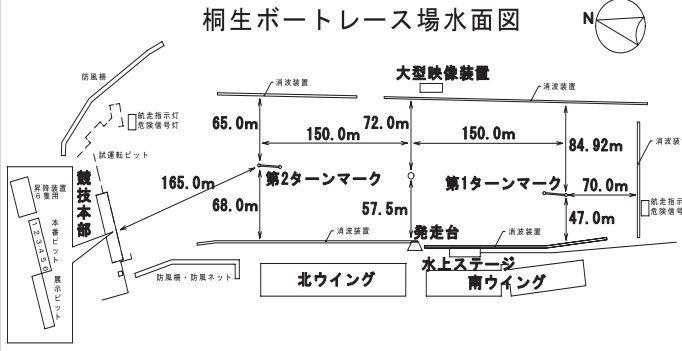 桐生ボートレース場水面図
N
防風柵
消波装置
大型映像装置
消波装置
航走指示灯
危険信号灯
65.0m
72.0m
150.0m
150.0m
84.92m
消波装
試運転ピット
競技本部
165.0m
第2ターンマーク
第1ターンマーク
70.0m
昇降装置
6隻用
本番ピット
1 2 3 4 5 6
展示ピット
68.0m
57.5m
47.0m
航走指示
危険信号
消波装置
発走台
消波装置
水上ステージ
防風柵・防風ネット
北ウイング
南ウイング